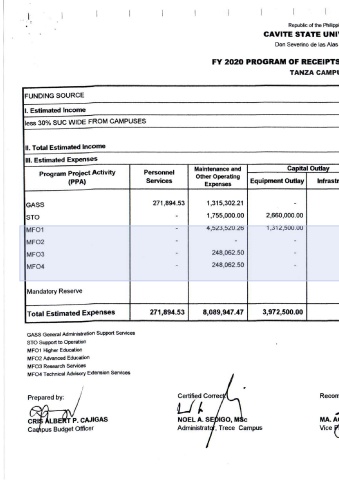 Republic of the Philippi
CAVITE STATE UNI
Don Severino de las Alas
FY 2020 PROGRAM OF RECEIPTS
TANZA CAMPU
FUNDING SOURCE
I. Estimated Income
less 30% SUC WIDE FROM CAMPUSES
II. Total Estimated Income
III. Estimated Expenses
Program Project Activity (PPA) Personnel Services Maintenance and Other Operating Expenses Capital Outlay
Equipment Outlay Infrastr
GASS 271,894.53 1,315,302.21 -
STO - 1,755,000.00 2,660,000.00
MFO1 - 4,523,520.26 1,312,500.00
MFO2 - -
MFO3 - 248,062.50
MFO4 - 248,062.50
Mandatory Reserve
Total Estimated Expenses 271,894.53 8,089,947.47 3,972,500.00
GASS General Administration Support Services
STO Support to Operation
MFO1 Higher Education
MFO2 Advanced Education
MFO3 Research Services
MFO4 Technical Advisory Extension Services
Prepared by: Certified Correct: Recom
CRIS ALBERT P. CAJIGAS NOEL A. SEDIGO, MSc MA. A
Campus Budget Officer Administrator, Trece Campus Vice